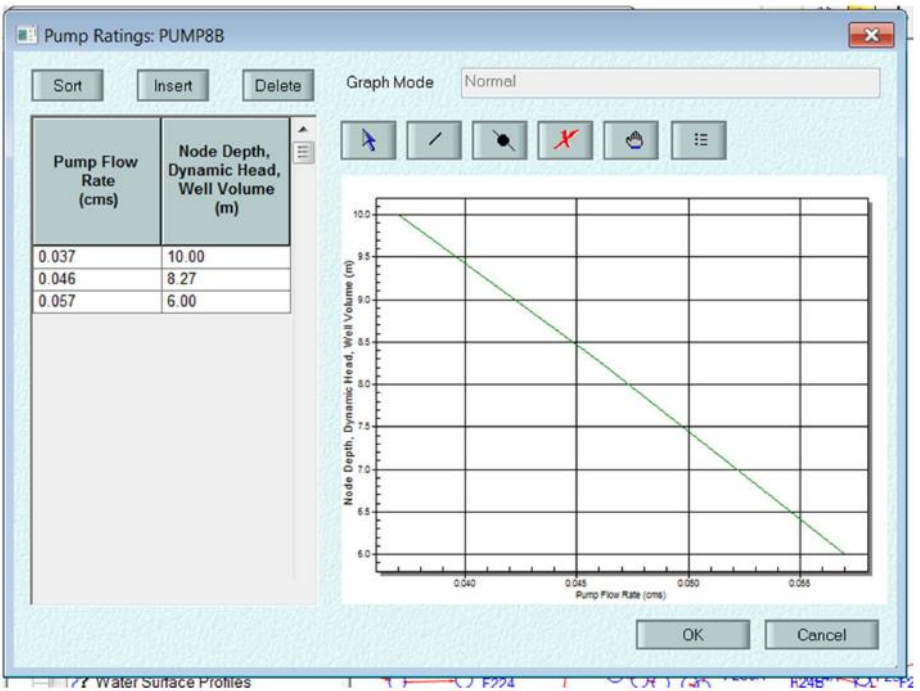 Pump Ratings: PUMP8B
Sort Insert Delete Graph Mode Normal
Pump Flow
Rate
(cms)
Node Depth,
Dynamic Head,
Well Volume
(m)
0.037 10.00
0.046 8.27
0.057 6.00
Node Depth, Dynamic Head, Well Volume (m)
10.0
9.5
9.0
8.5
8.0
7.5
7.0
6.5
6.0
0.040 0.045 0.050 0.055
Pump Flow Rate (cms)
OK Cancel
Water Surface Profiles
F224